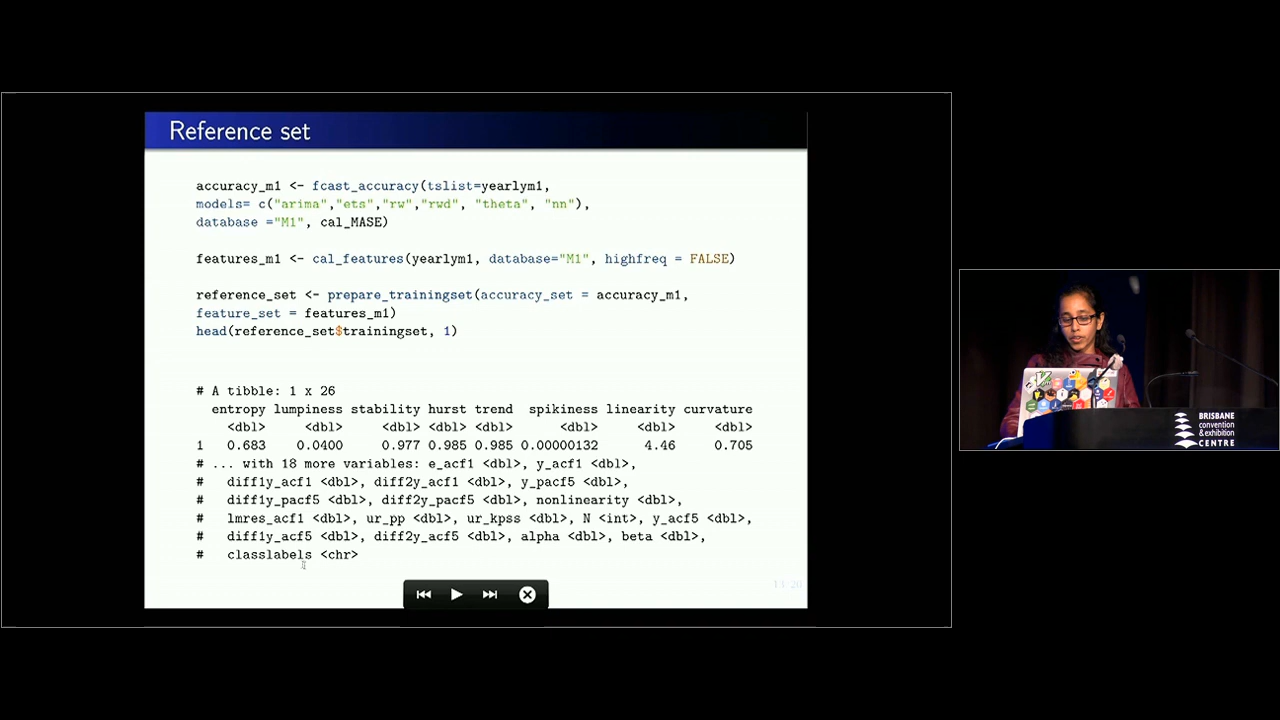 Reference set
accuracy_m1 <- fcast_accuracy(tslist=yearlym1,
models= c("arima","ets","rw","rwd", "theta", "nn"),
database ="M1", cal_MASE)
features_m1 <- cal_features(yearlym1, database="M1", highfreq = FALSE)
reference_set <- prepare_trainingset(accuracy_set = accuracy_m1,
feature_set = features_m1)
head(reference_set$trainingset, 1)
# A tibble: 1 x 26
entropy lumpiness stability hurst trend spikiness linearity curvature
<dbl> <dbl> <dbl> <dbl> <dbl> <dbl> <dbl> <dbl>
1 0.683 0.0400 0.977 0.985 0.985 0.00000132 4.46 0.705
# ... with 18 more variables: e_acf1 <dbl>, y_acf1 <dbl>,
# diff1y_acf1 <dbl>, diff2y_acf1 <dbl>, y_pacf5 <dbl>,
# diff1y_pacf5 <dbl>, diff2y_pacf5 <dbl>, nonlinearity <dbl>,
# lmres_acf1 <dbl>, ur_pp <dbl>, ur_kpss <dbl>, N <int>, y_acf5 <dbl>,
# diff1y_acf5 <dbl>, diff2y_acf5 <dbl>, alpha <dbl>, beta <dbl>,
# classlabels <chr>
BRISBANE
convention
& exhibition
CENTRE